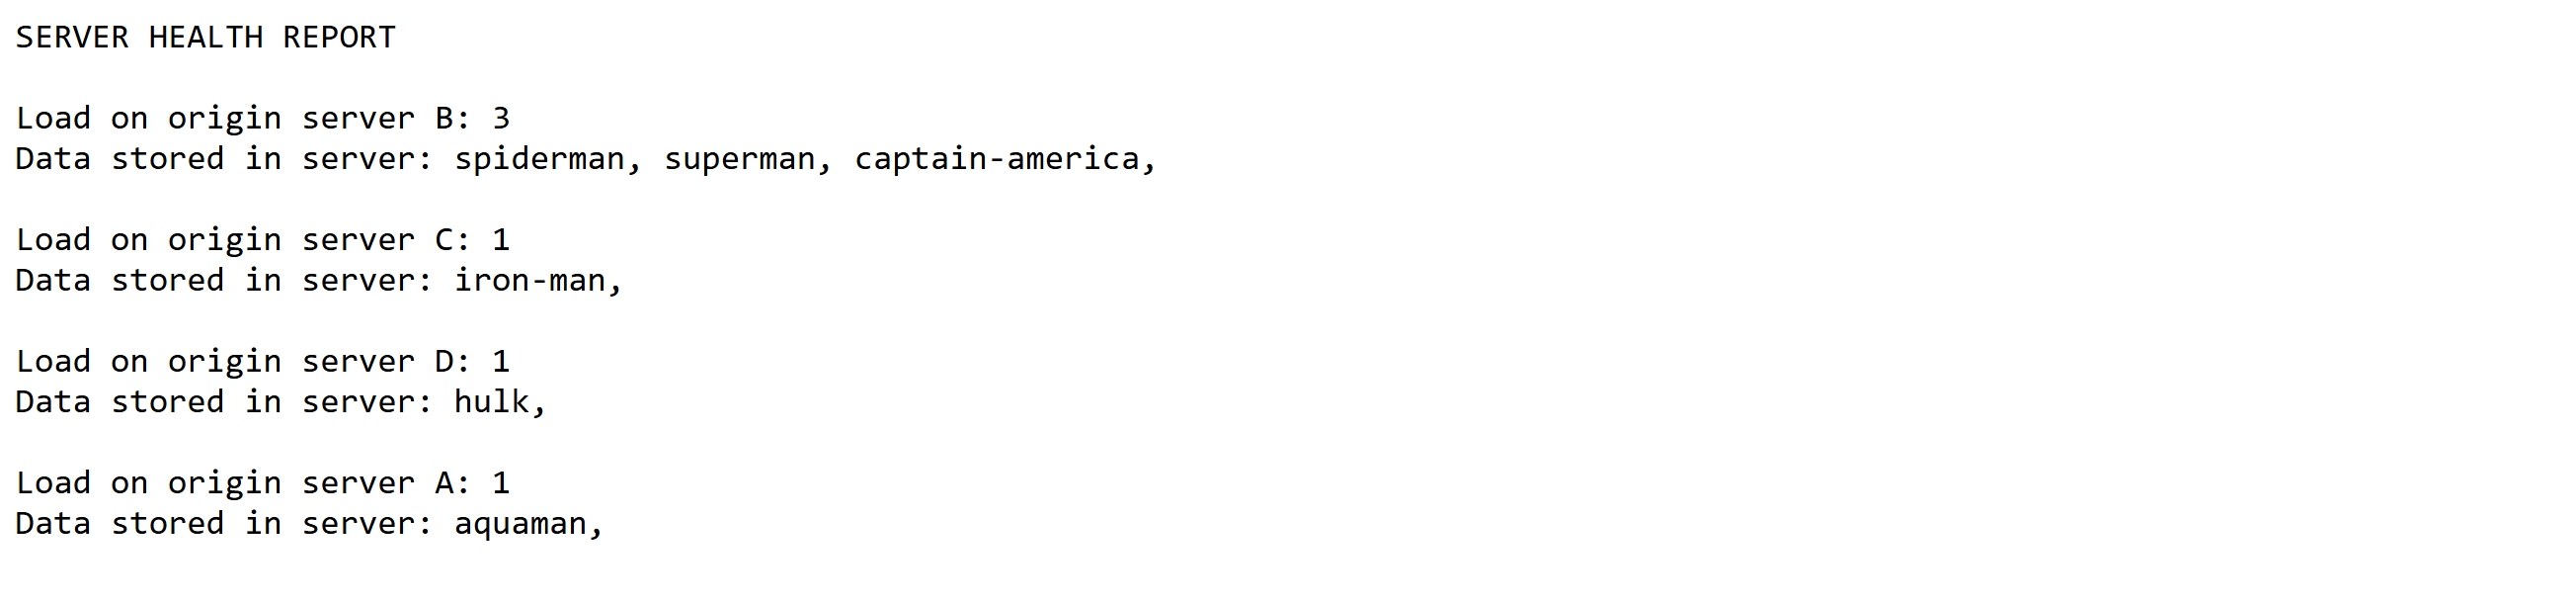 SERVER HEALTH REPORT
Load on origin server B: 3
Data stored in server: spiderman, superman, captain-america,
Load on origin server C: 1
Data stored in server: iron-man,
Load on origin server D: 1
Data stored in server: hulk,
Load on origin server A: 1
Data stored in server: aquaman,